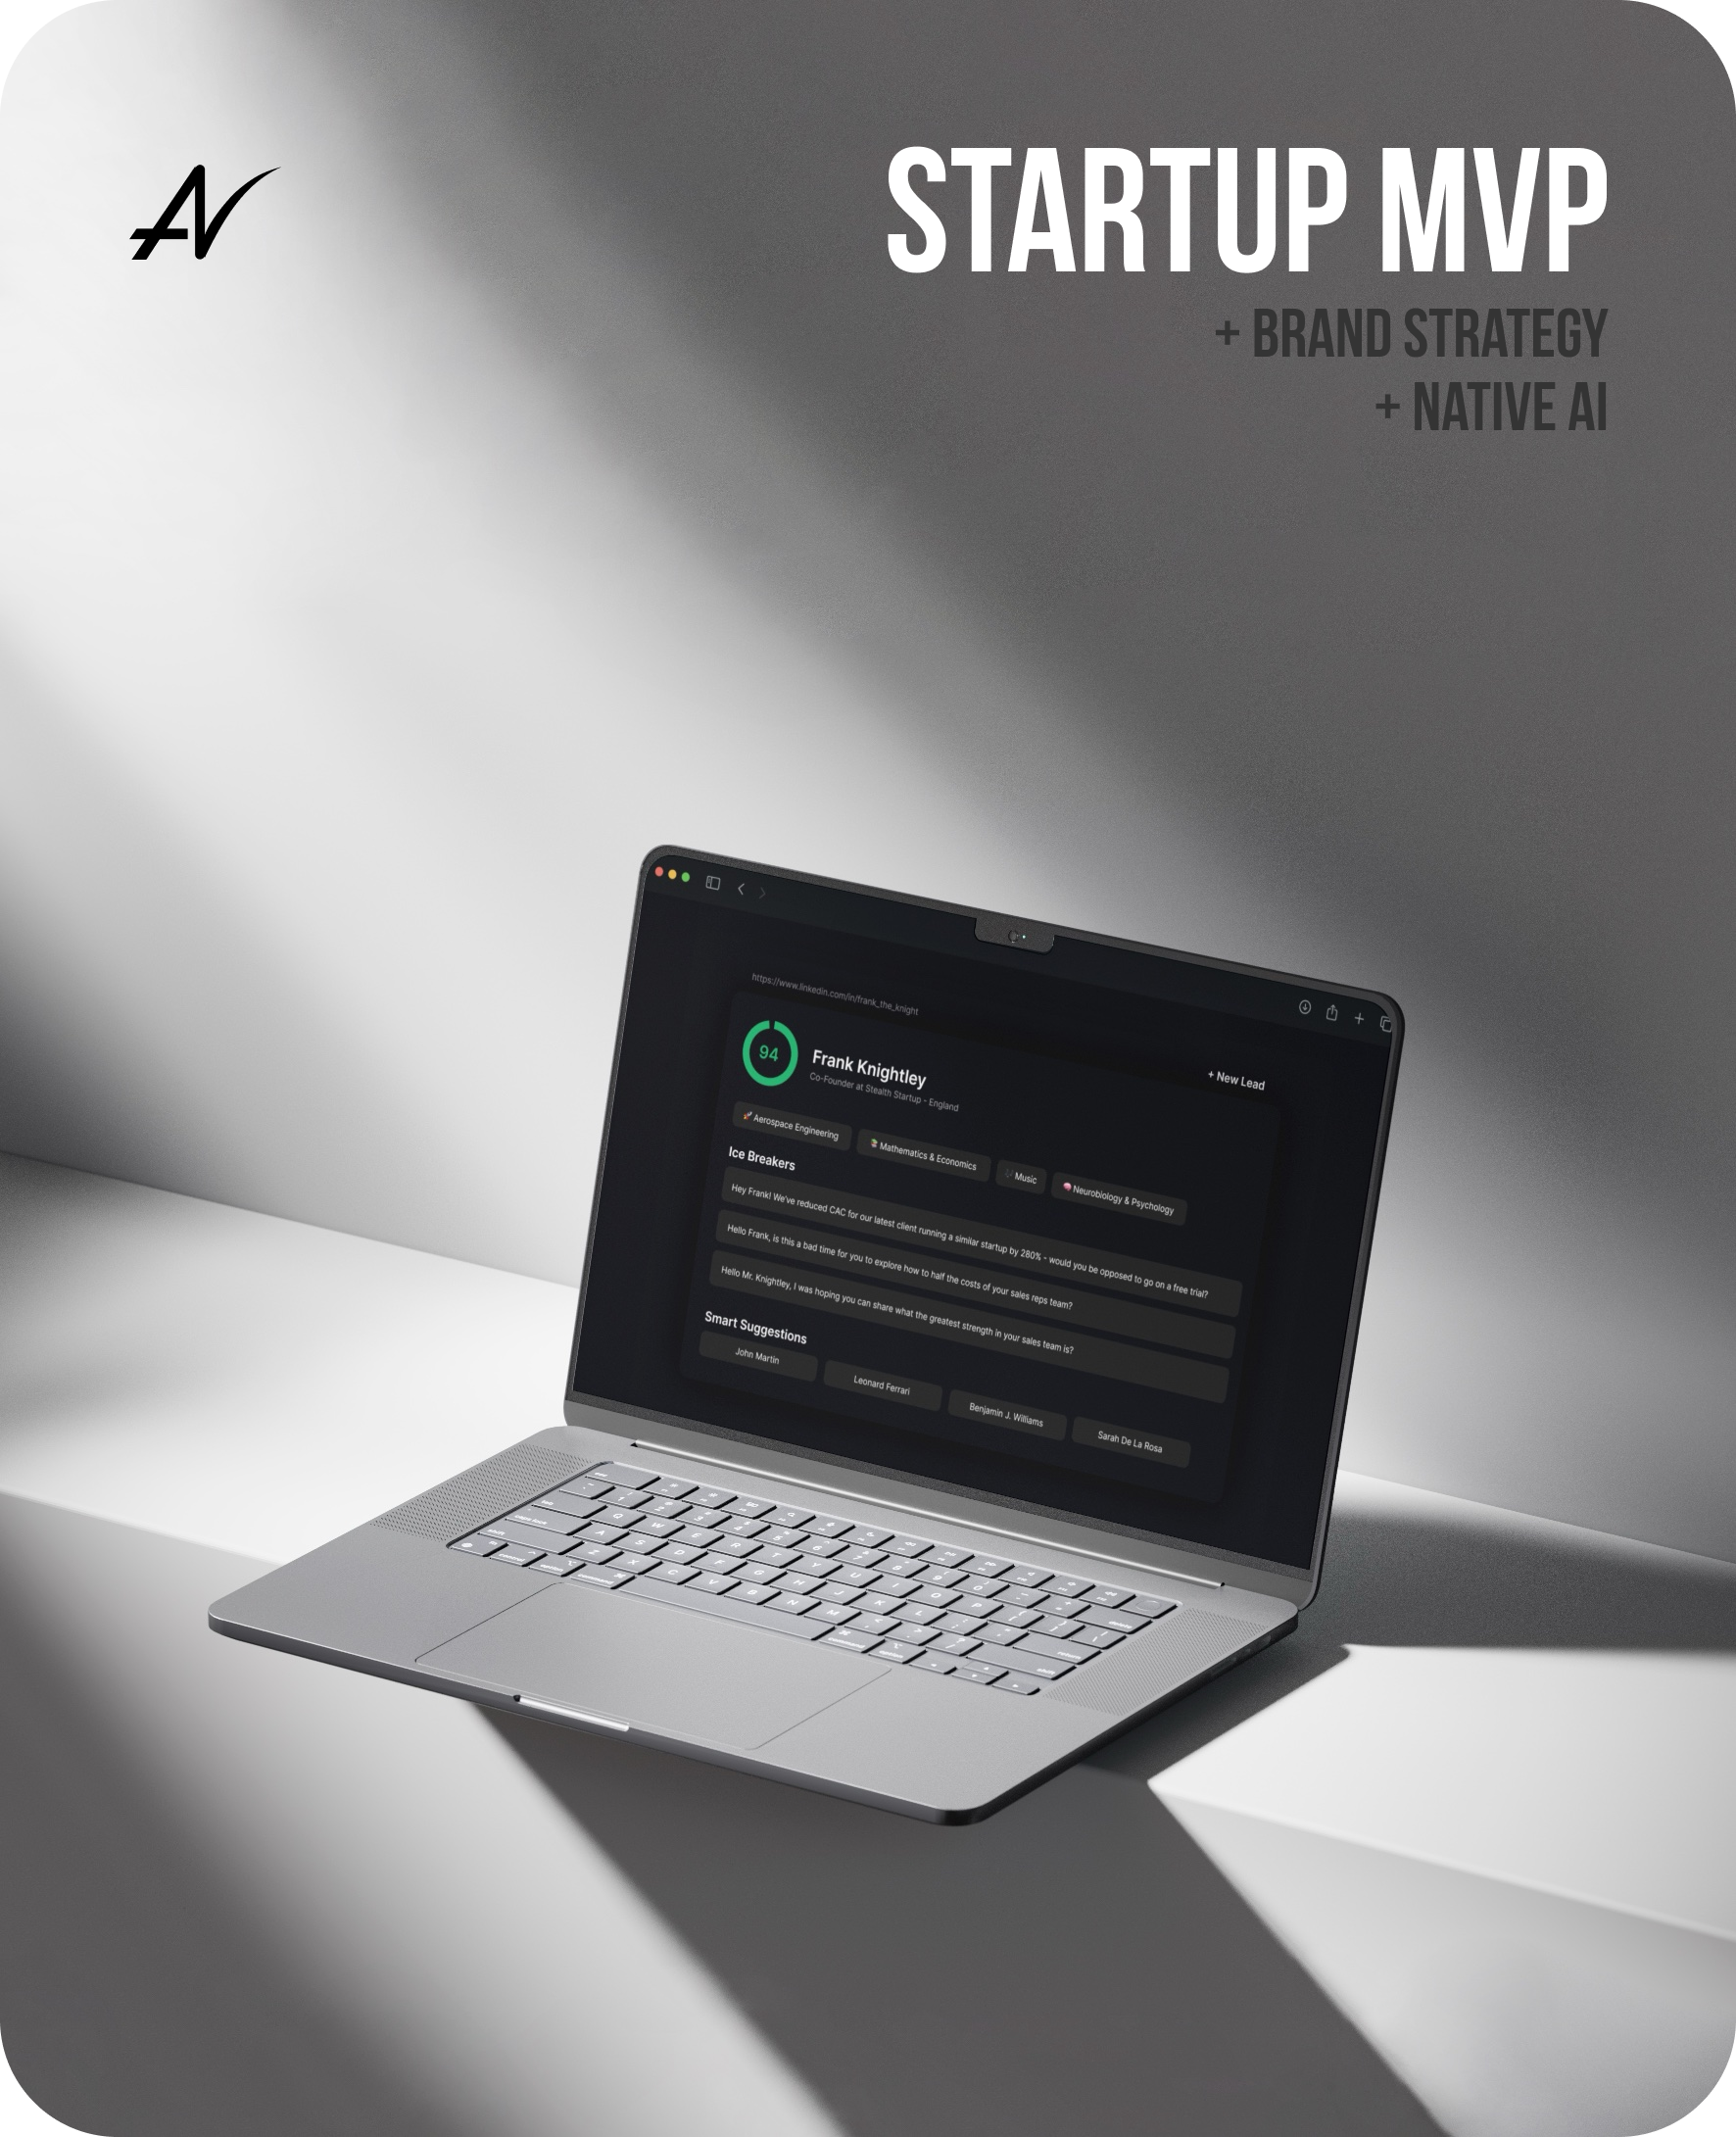 AV
STARTUP MVP
+ BRAND STRATEGY
+ NATIVE AI
https://www.linkedin.com/in/frank_the_knight
+ New Lead
94
Frank Knightley
Co-Founder at Stealth Startup - England
Aerospace Engineering
Mathematics & Economics
Music
Neurobiology & Psychology
Ice Breakers
Hey Frank! We've reduced CAC for our latest client running a similar startup by 280% - would you be opposed to go on a free trial?
Hello Frank, is this a bad time for you to explore how to half the costs of your sales reps team?
Hello Mr. Knightley, I was hoping you can share what the greatest strength in your sales team is?
Smart Suggestions
John Martin
Leonard Ferrari
Benjamin J. Williams
Sarah De La Rosa
Q W E R T Y U I O P
A S D F G H J K L
Z X C V B N M